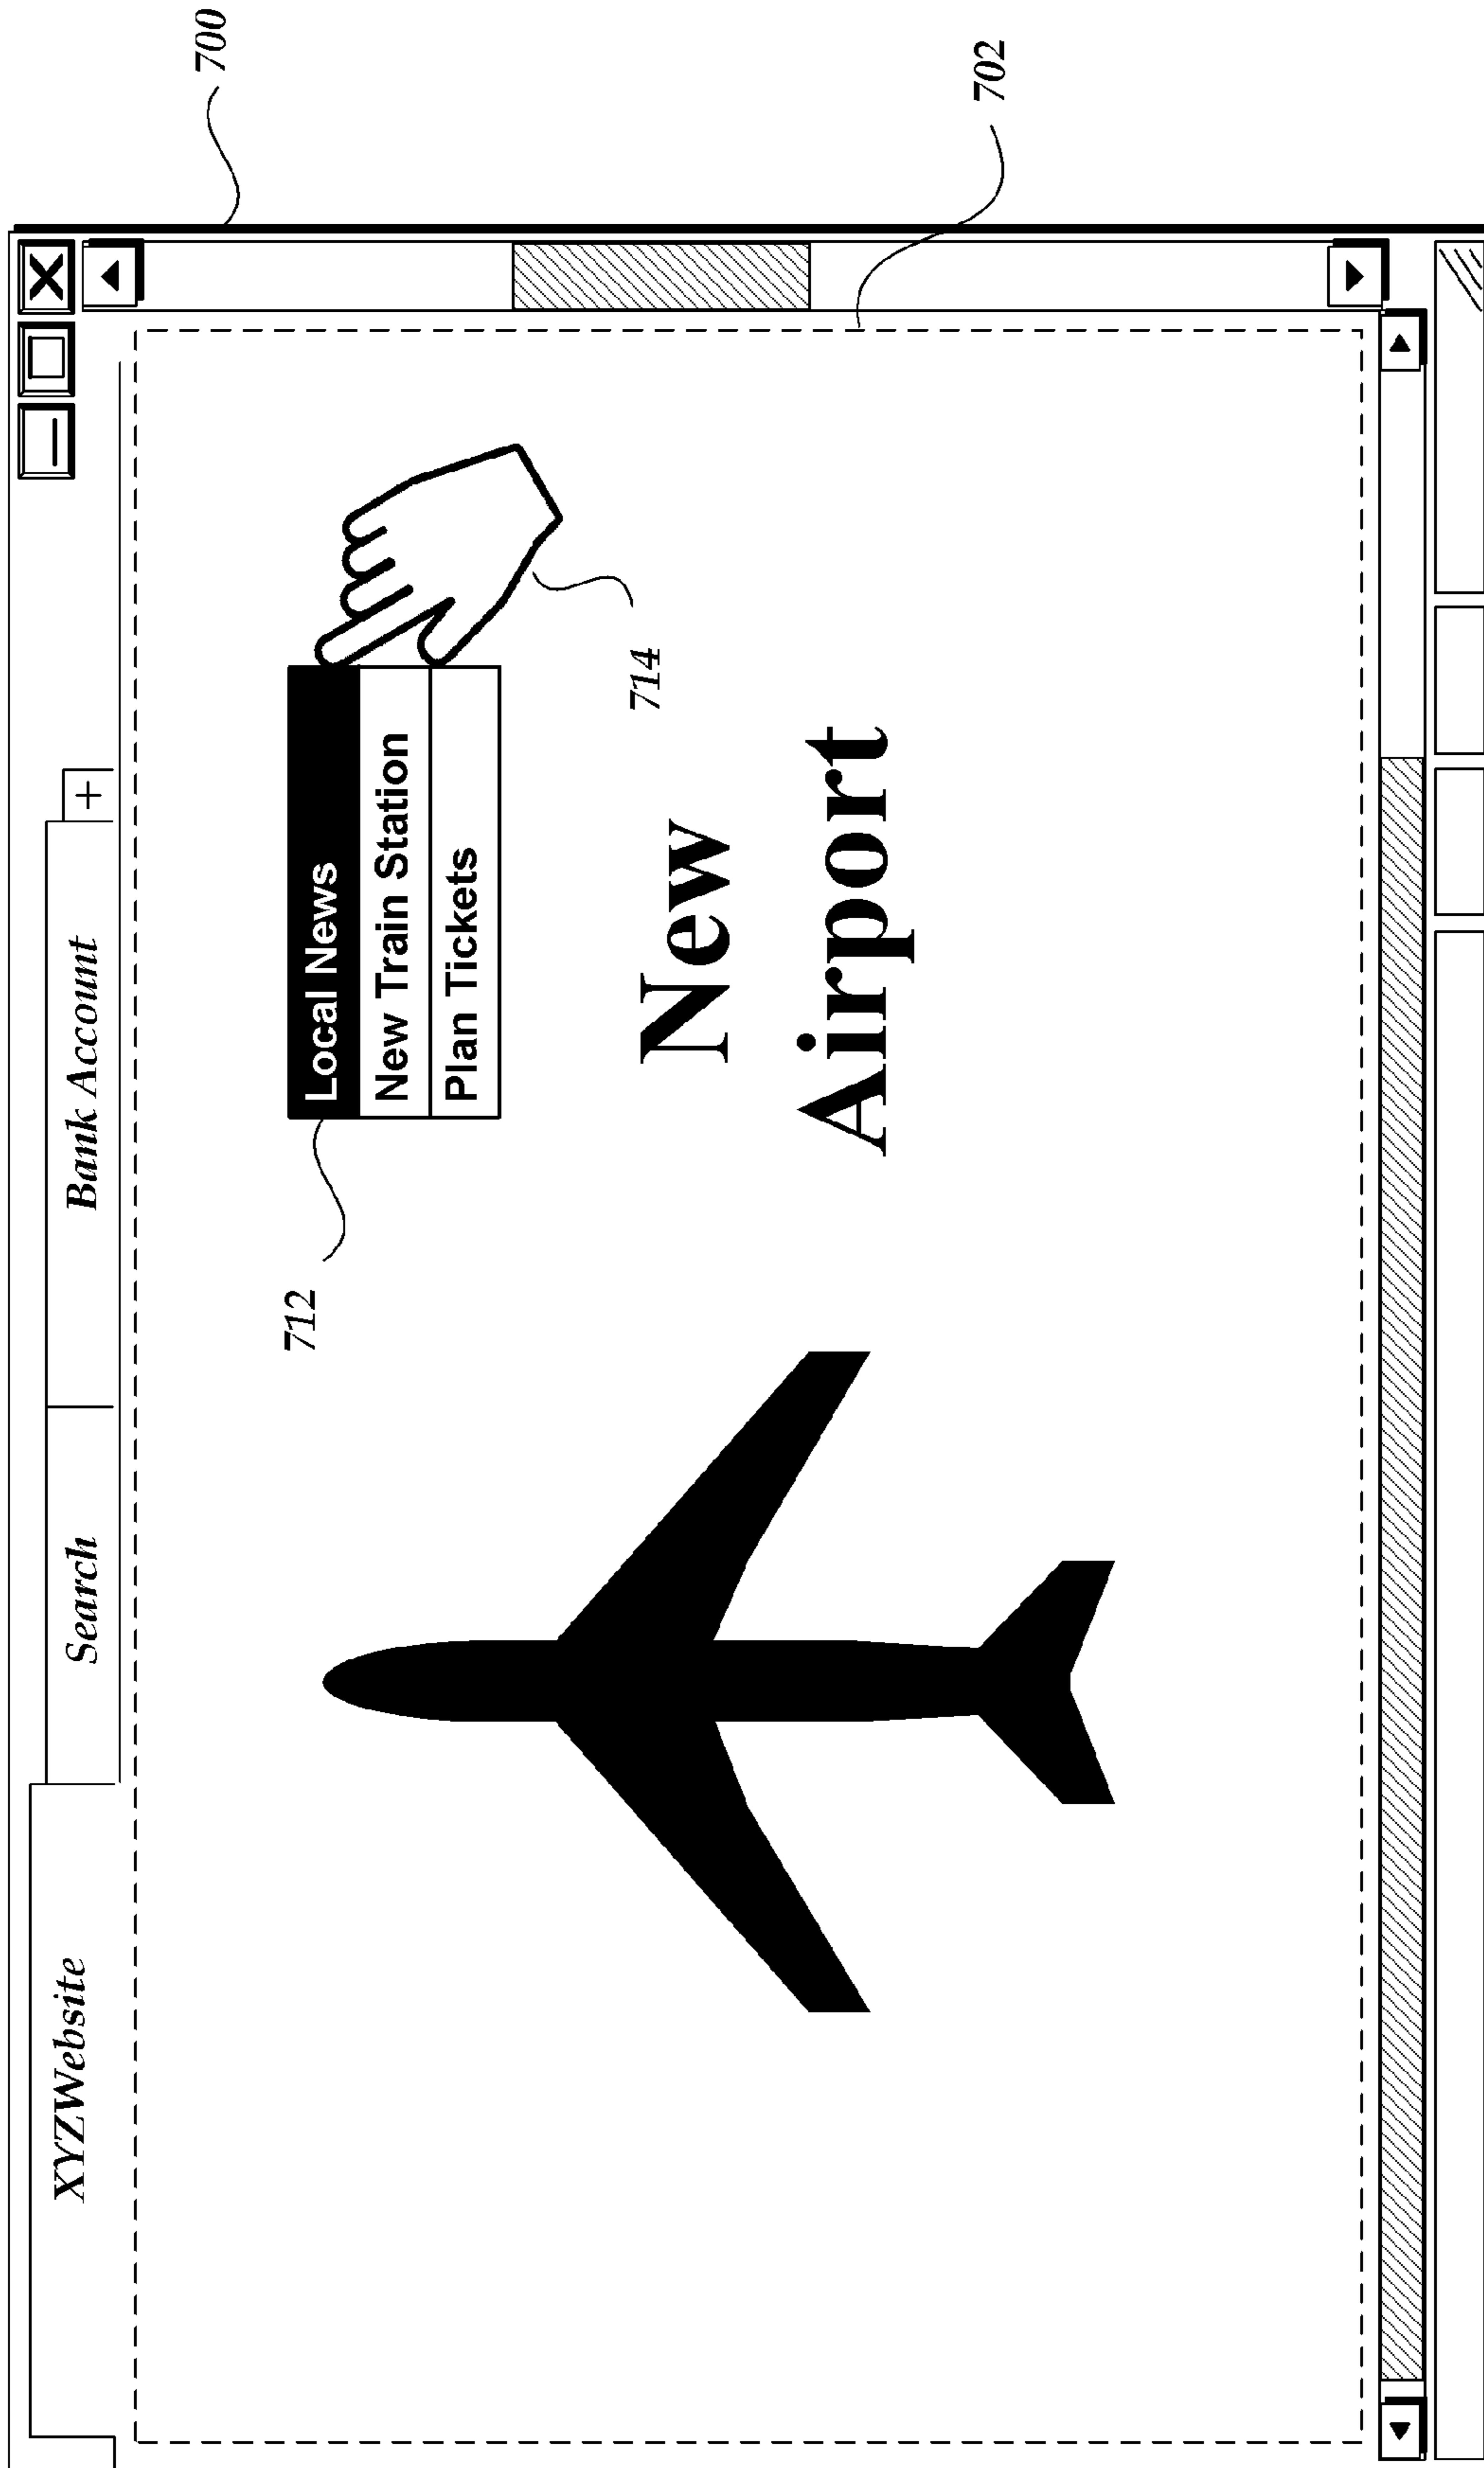 XYZWebsite
Search
Bank Account
+
700
712
Local News
New Train Station
Plan Tickets
714
New
Airport
702